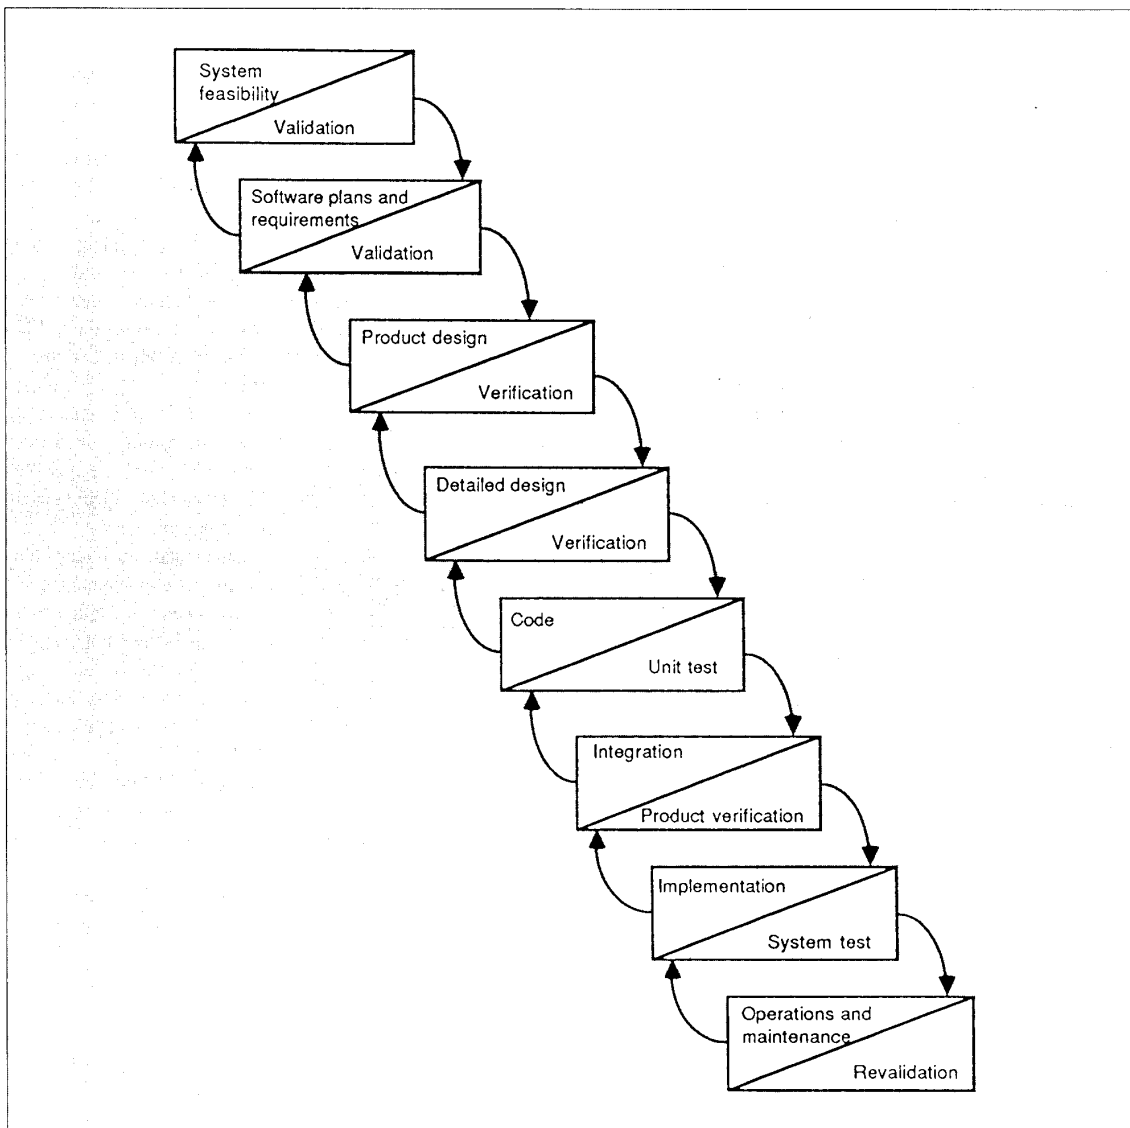 System
feasibility
Validation
Software plans and
requirements
Validation
Product design
Verification
Detailed design
Verification
Code
Unit test
Integration
Product verification
Implementation
System test
Operations and
maintenance
Revalidation